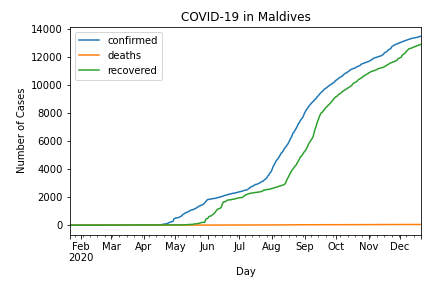 COVID-19 in Maldives
confirmed
deaths
recovered
Number of Cases
14000
12000
10000
8000
6000
4000
2000
0
Feb Mar Apr May Jun Jul Aug Sep Oct Nov Dec
2020
Day